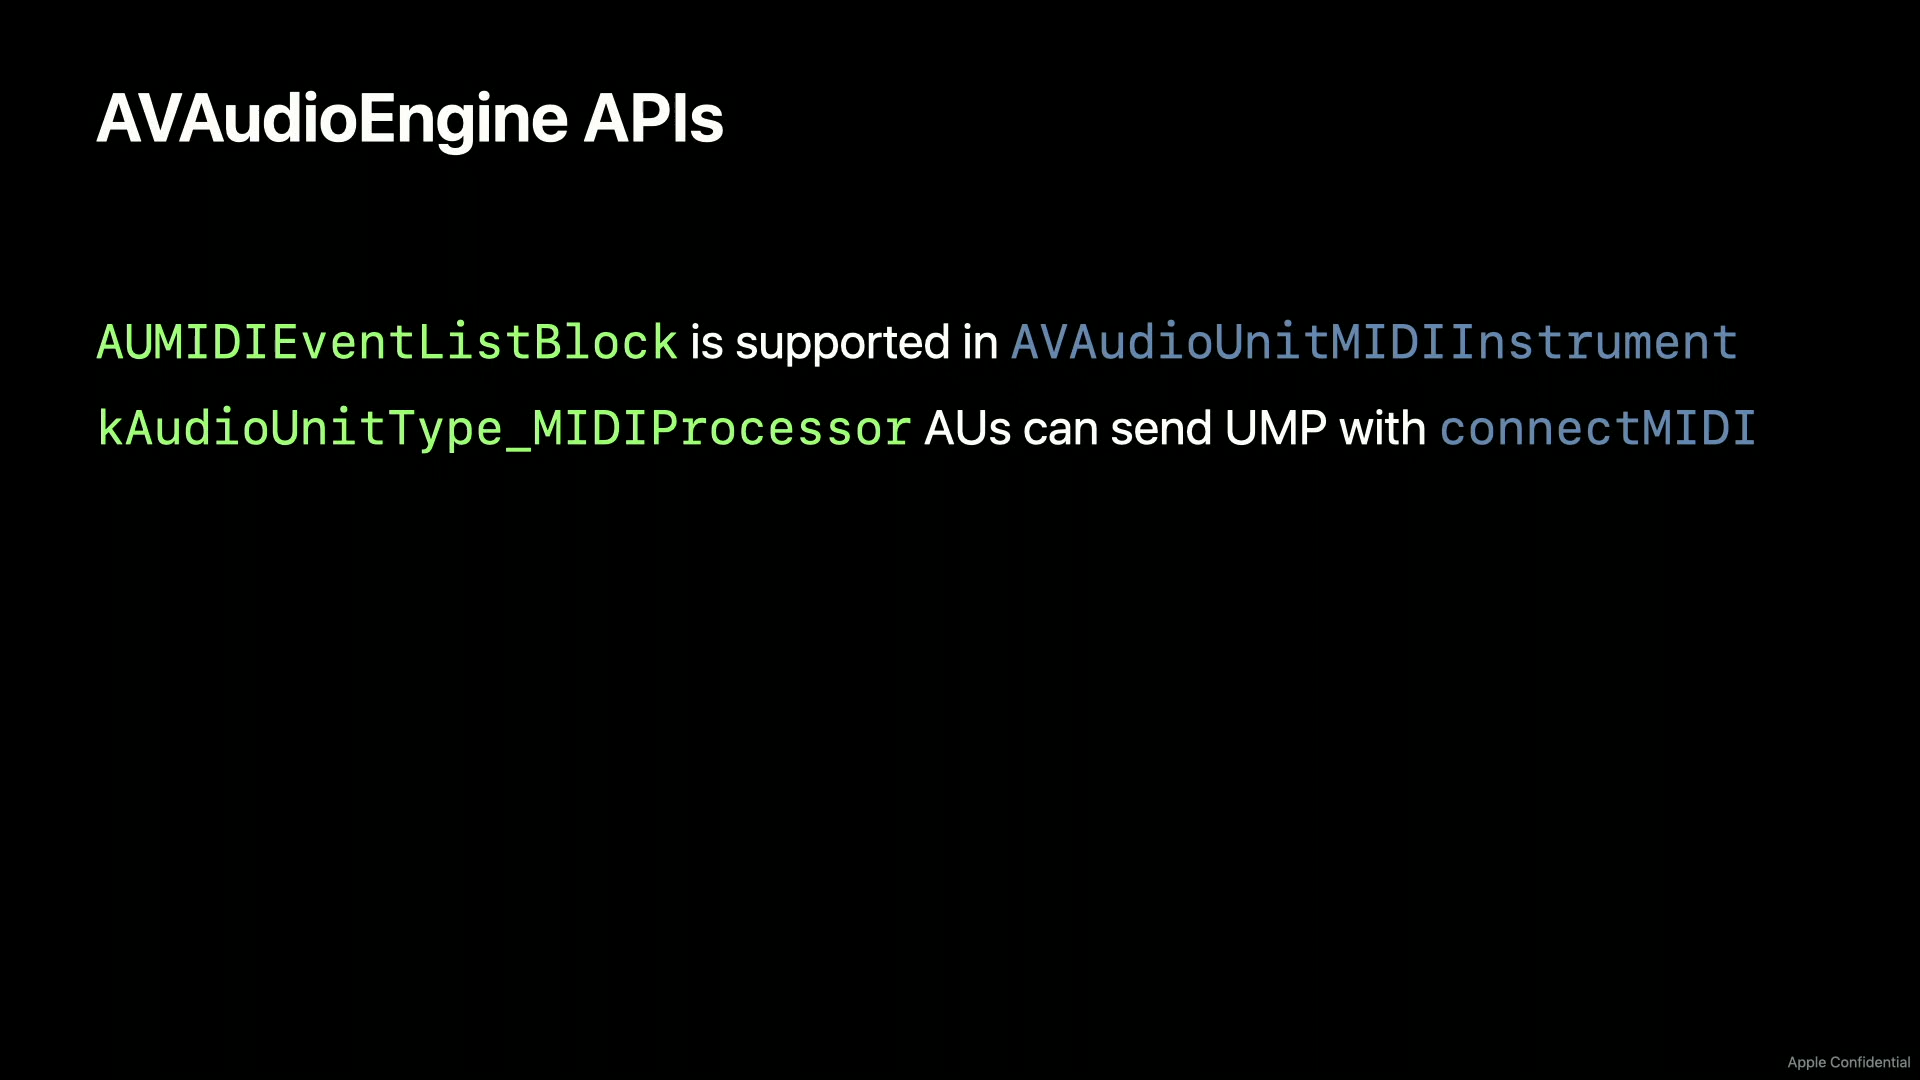 AVAudioEngine APIs
AUMIDIEventListBlock is supported in AVAudioUnitMIDIInstrument
kAudioUnitType_MIDIProcessor AUs can send UMP with connectMIDI
Apple Confidential